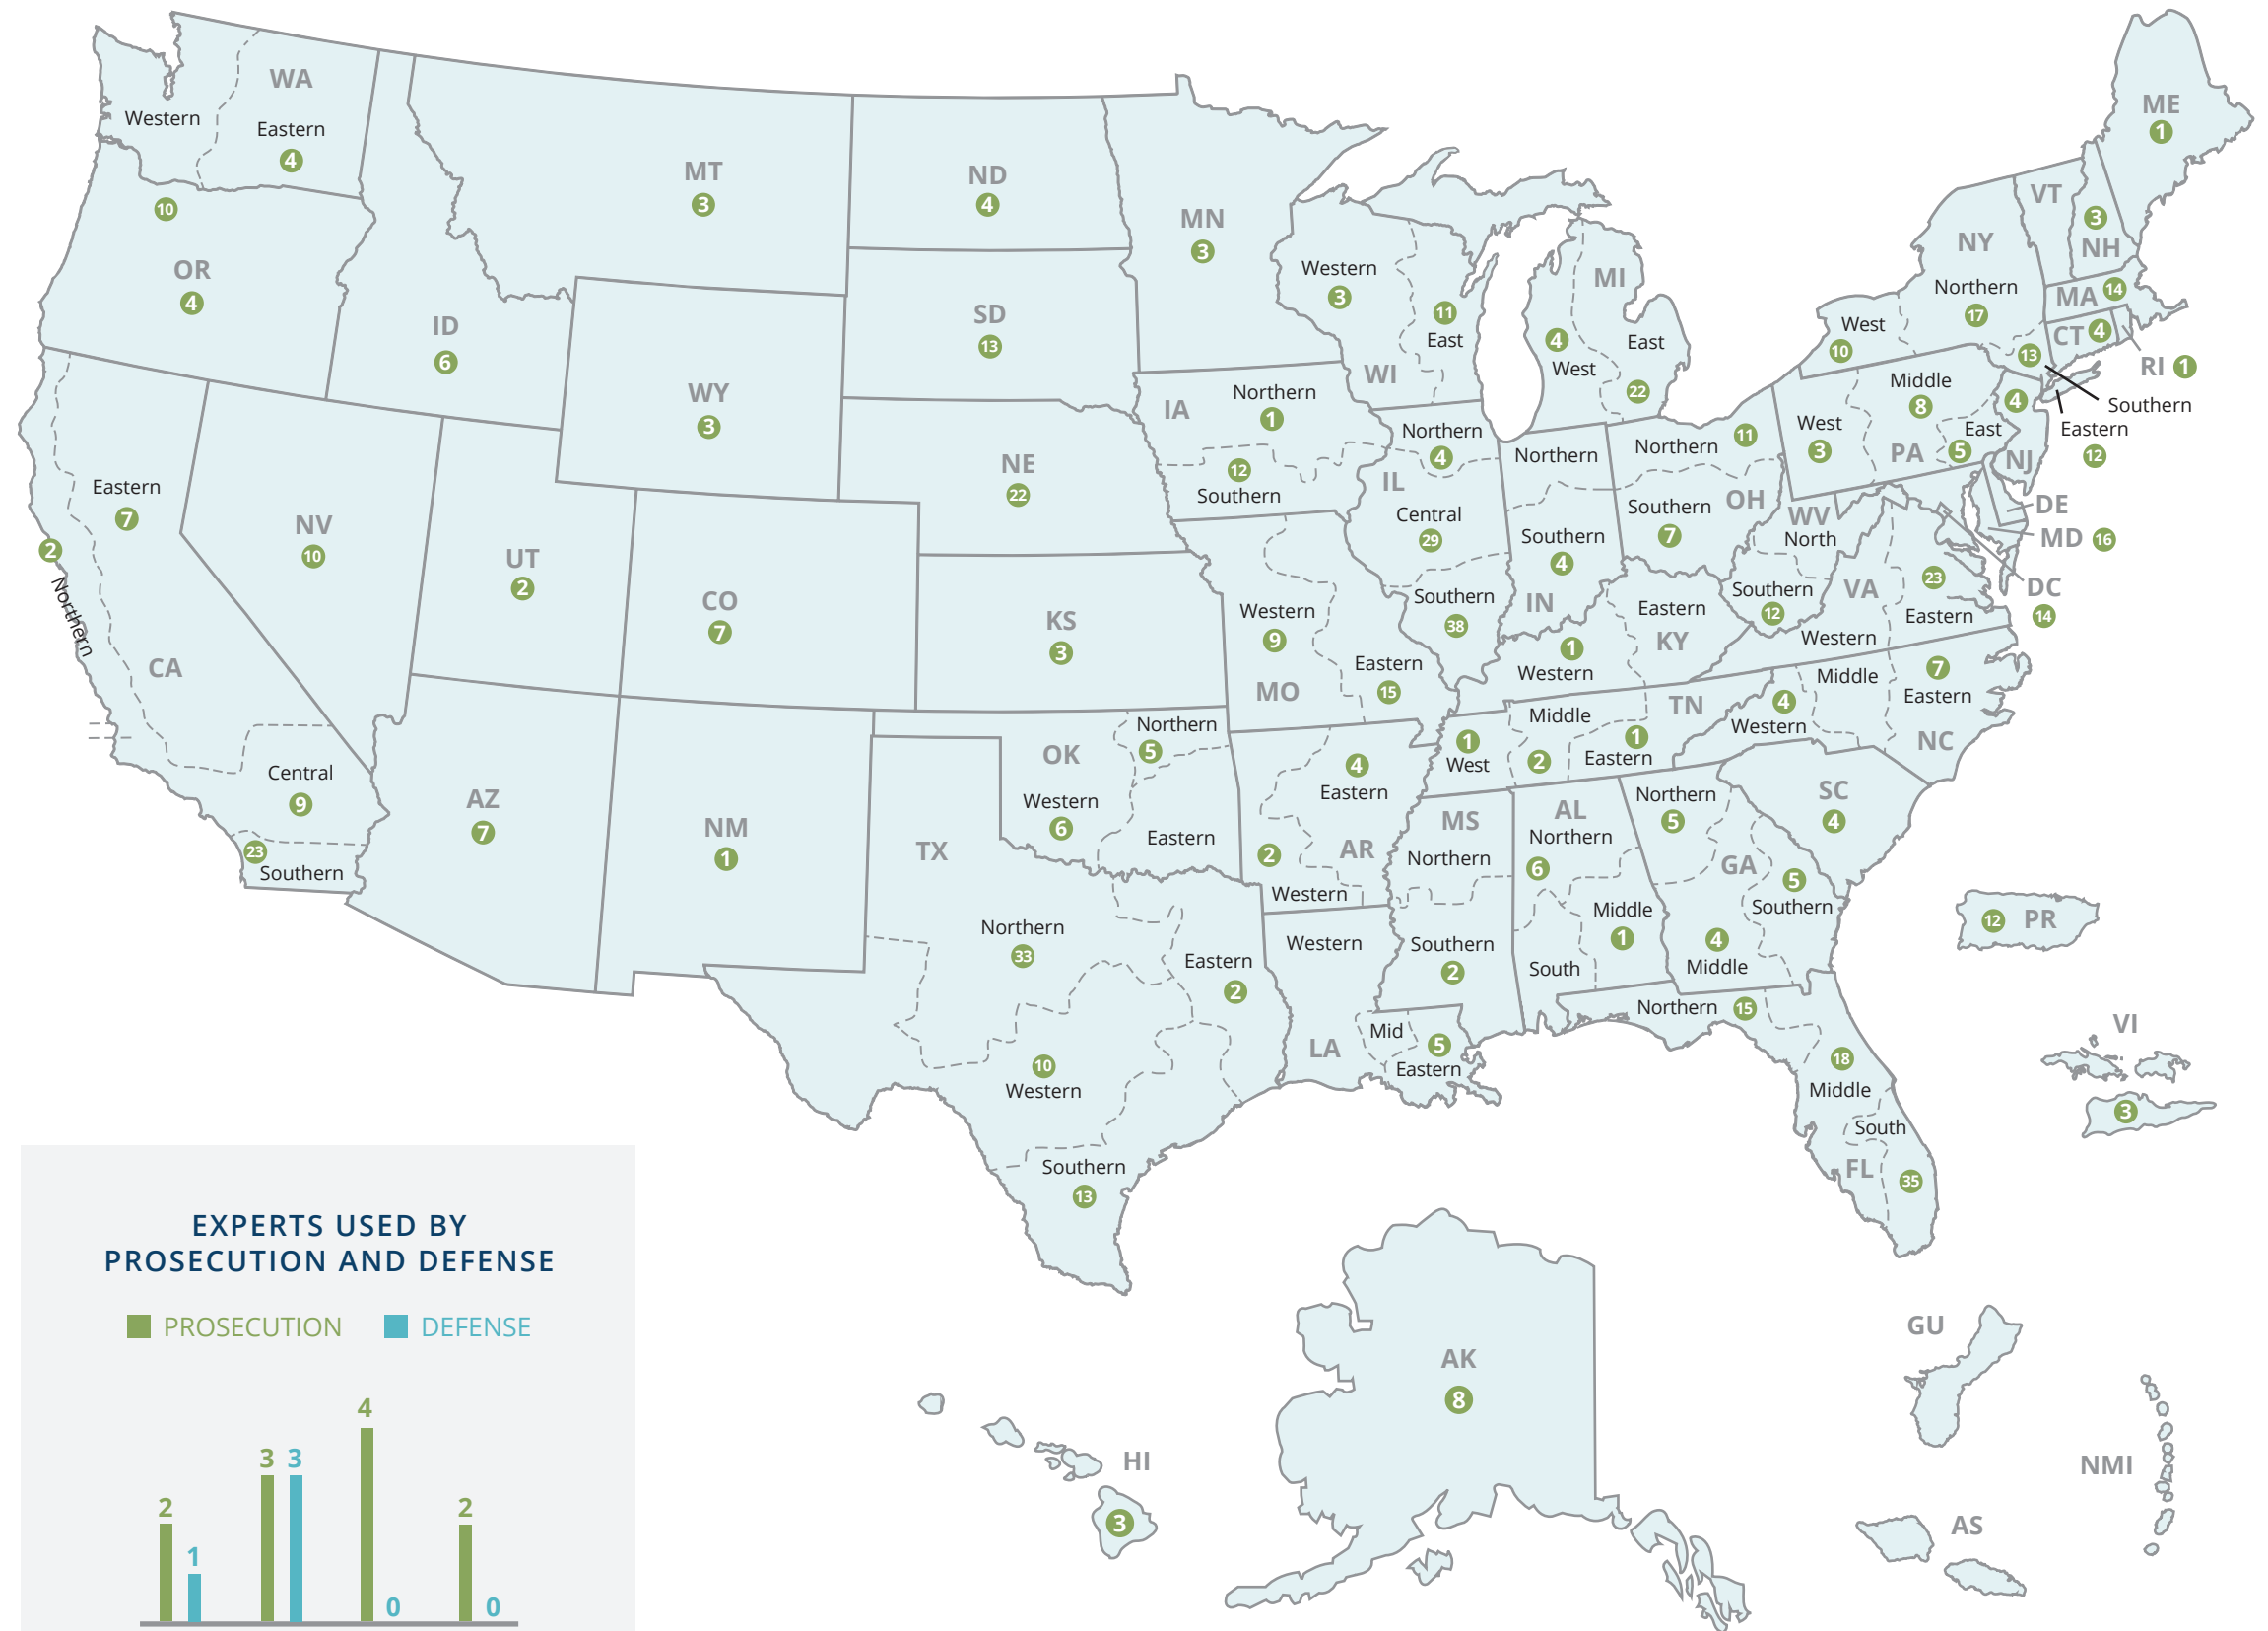 WA
Western
Eastern
4
10
OR
4
ID
6
MT
3
ND
4
SD
13
WY
3
NE
22
MN
3
Western
3
11
East
WI
MI
4
West
East
22
ME
1
VT
3
NH
NY
Northern
17
West
10
13
MA
14
CT
4
RI
1
Southern
Eastern
12
Middle
8
West
3
PA
East
5
4
NJ
DE
MD
16
DC
14
IA
Northern
1
12
Southern
Northern
4
IL
Central
29
Southern
38
Northern
Southern
4
IN
Northern
11
Southern
7
OH
WV
North
Southern
12
VA
23
Eastern
Western
Eastern
KY
1
Western
Eastern
7
2
Northern
CA
Central
9
23
Southern
NV
10
UT
2
CO
7
KS
3
Western
9
MO
Eastern
15
AZ
7
NM
1
OK
Western
6
Northern
5
Eastern
4
Eastern
AR
2
Western
TN
Middle
2
1
West
1
Eastern
4
Western
Middle
7
Eastern
NC
SC
4
MS
Northern
Southern
2
AL
Northern
6
Middle
1
South
Northern
5
GA
5
Southern
4
Middle
TX
Northern
33
Eastern
2
10
Western
Southern
13
Western
LA
Mid
5
Eastern
Northern
15
18
Middle
South
FL
35
12
PR
VI
3
GU
NMI
AS
AK
8
HI
3
EXPERTS USED BY
PROSECUTION AND DEFENSE
PROSECUTION DEFENSE
2
1
3
3
4
0
2
0